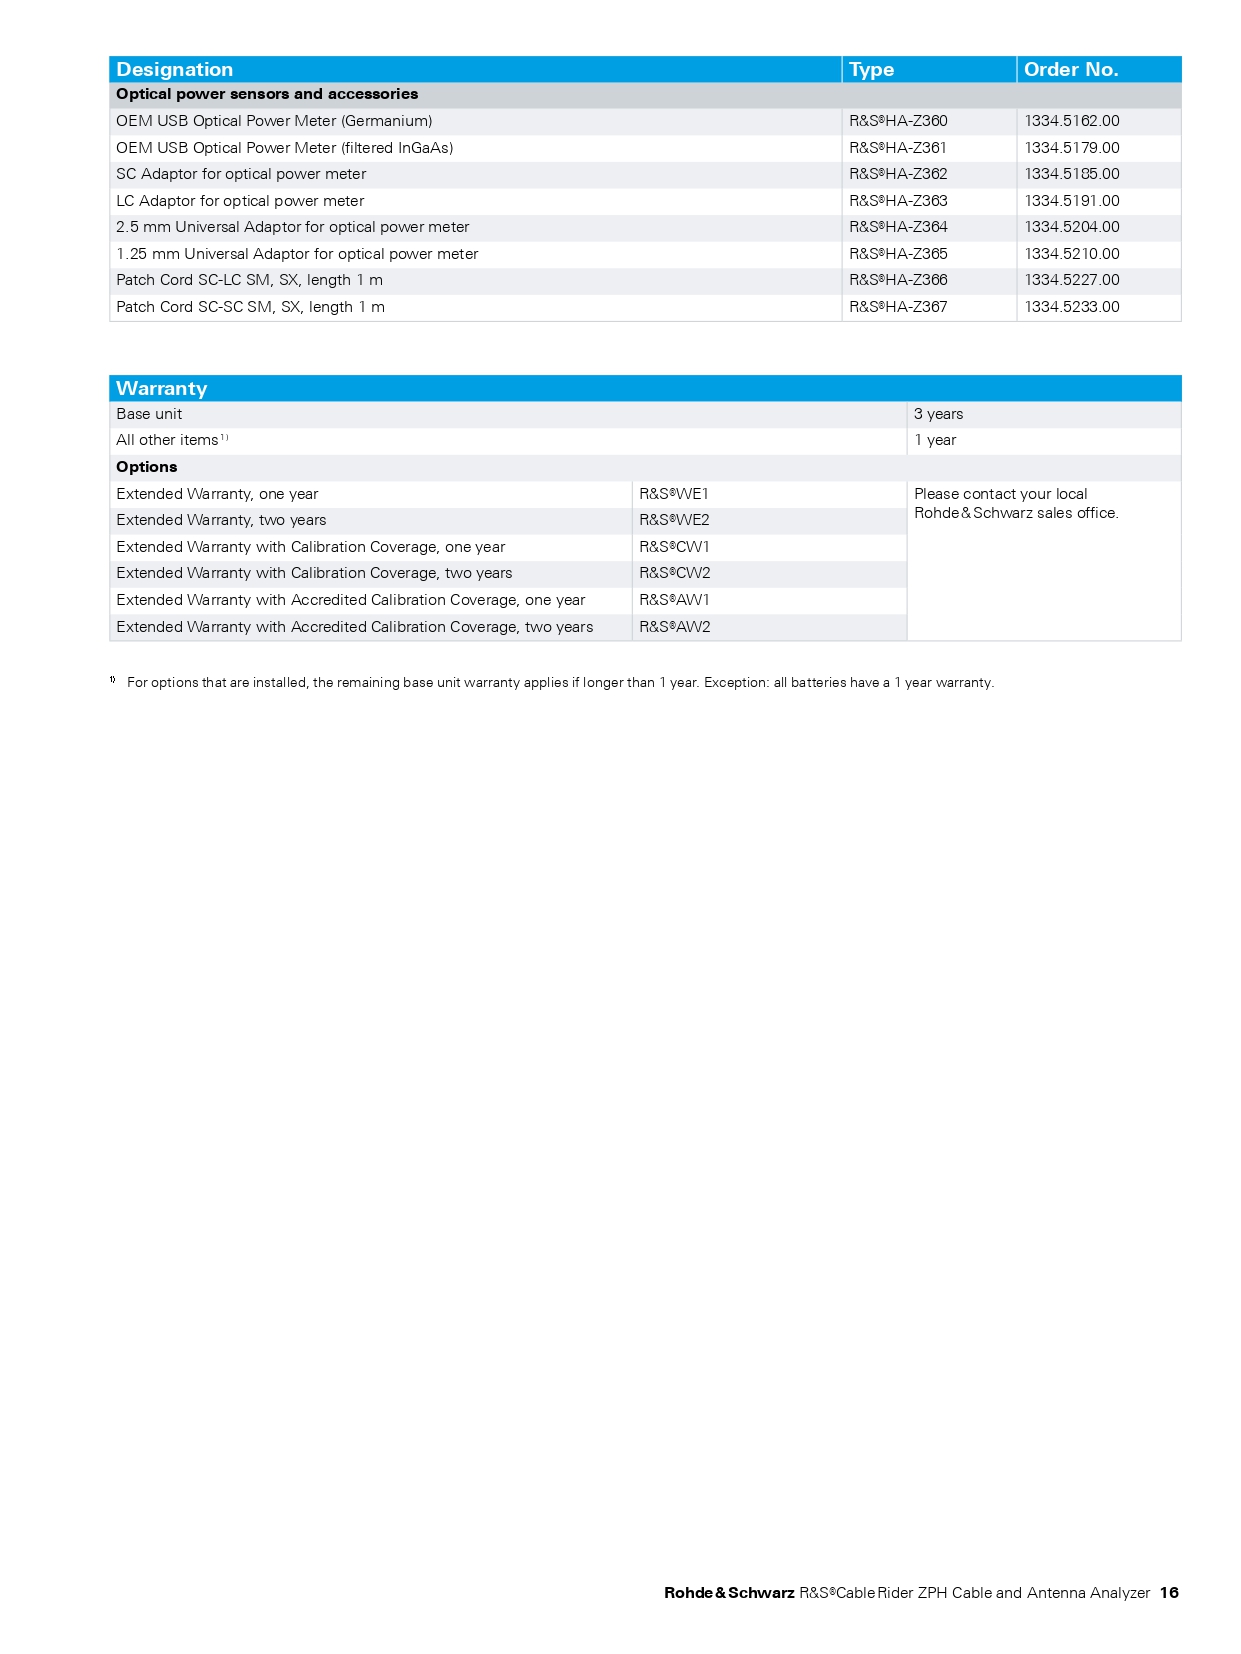 Designation Type Order No.
Optical power sensors and accessories
OEM USB Optical Power Meter (Germanium) R&S®HA-Z360 1334.5162.00
OEM USB Optical Power Meter (filtered InGaAs) R&S®HA-Z361 1334.5179.00
SC Adaptor for optical power meter R&S®HA-Z362 1334.5185.00
LC Adaptor for optical power meter R&S®HA-Z363 1334.5191.00
2.5 mm Universal Adaptor for optical power meter R&S®HA-Z364 1334.5204.00
1.25 mm Universal Adaptor for optical power meter R&S®HA-Z365 1334.5210.00
Patch Cord SC-LC SM, SX, length 1 m R&S®HA-Z366 1334.5227.00
Patch Cord SC-SC SM, SX, length 1 m R&S®HA-Z367 1334.5233.00
Warranty
Base unit 3 years
All other items 1) 1 year
Options
Extended Warranty, one year R&S®WE1 Please contact your local
Rohde & Schwarz sales office.
Extended Warranty, two years R&S®WE2
Extended Warranty with Calibration Coverage, one year R&S®CW1
Extended Warranty with Calibration Coverage, two years R&S®CW2
Extended Warranty with Accredited Calibration Coverage, one year R&S®AW1
Extended Warranty with Accredited Calibration Coverage, two years R&S®AW2
1) For options that are installed, the remaining base unit warranty applies if longer than 1 year. Exception: all batteries have a 1 year warranty.
Rohde & Schwarz R&S®Cable Rider ZPH Cable and Antenna Analyzer 16